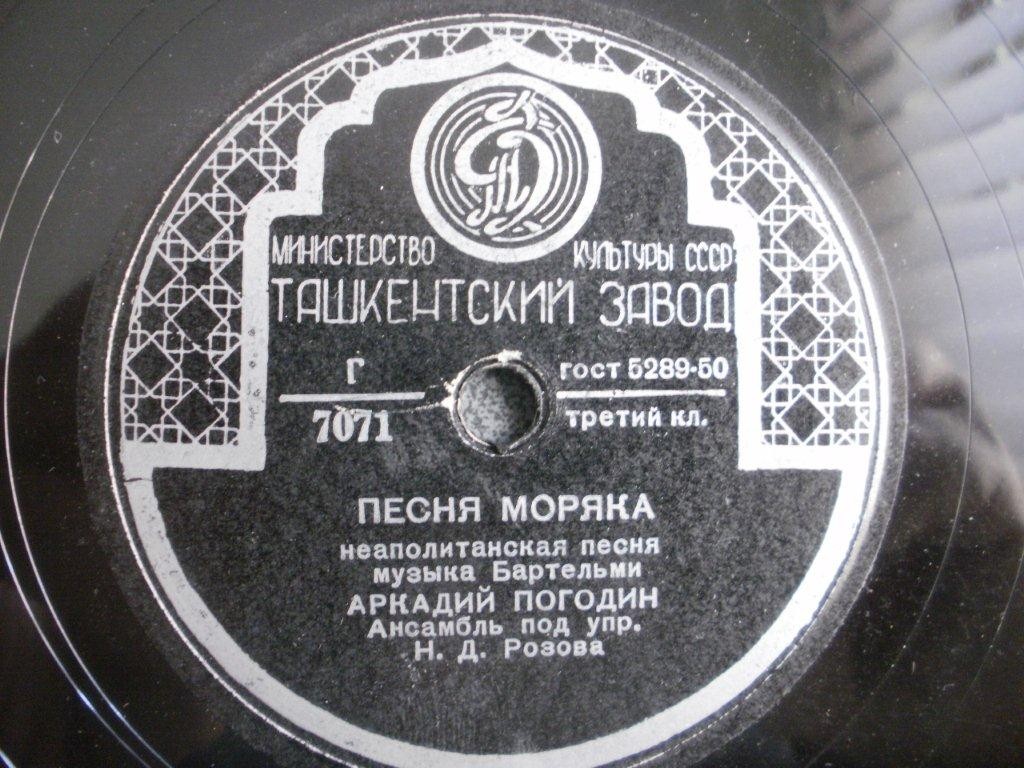 МИНИСТЕРСТВО КУЛЬТУРЫ СССР
ТАШКЕНТСКИЙ ЗАВОД
Г ГОСТ 5289-50
7071 третий кл.
ПЕСНЯ МОРЯКА
неаполитанская песня
музыка Бартельми
АРКАДИЙ ПОГОДИН
Ансамбль под упр.
Н. Д. Розова